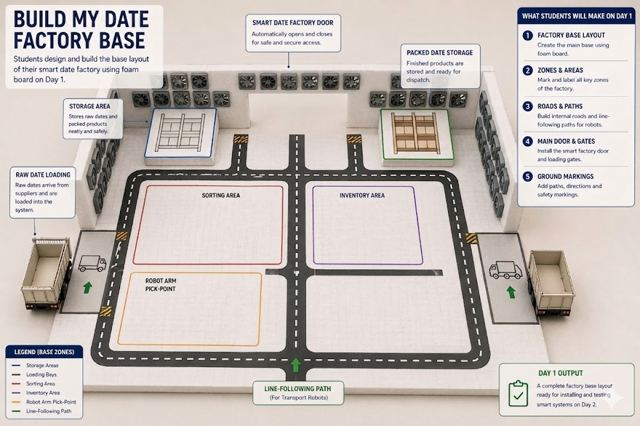 BUILD MY DATE
FACTORY BASE
Students design and build the base layout
of their smart date factory using foam
board on Day 1.
SMART DATE FACTORY DOOR
Automatically opens and closes
for safe and secure access.
PACKED DATE STORAGE
Finished products are
stored and ready for
dispatch.
STORAGE AREA
Stores raw dates and
packed products
neatly and safely.
RAW DATE LOADING
Raw dates arrive from
suppliers and are
loaded into the
system.
SORTING AREA
INVENTORY AREA
ROBOT ARM
PICK-POINT
LINE-FOLLOWING PATH
(For Transport Robots)
WHAT STUDENTS WILL MAKE ON DAY 1
1 FACTORY BASE LAYOUT
Create the main base using
foam board.
2 ZONES & AREAS
Mark and label all key zones
of the factory.
3 ROADS & PATHS
Build internal roads and line-
following paths for robots.
4 MAIN DOOR & GATES
Install the smart factory door
and loading gates.
5 GROUND MARKINGS
Add paths, directions and
safety markings.
LEGEND (BASE ZONES)
Storage Areas
Loading Bays
Sorting Area
Inventory Area
Robot Arm Pick-Point
Line-Following Path
DAY 1 OUTPUT
A complete factory base layout
ready for installing and testing
smart systems on Day 2.